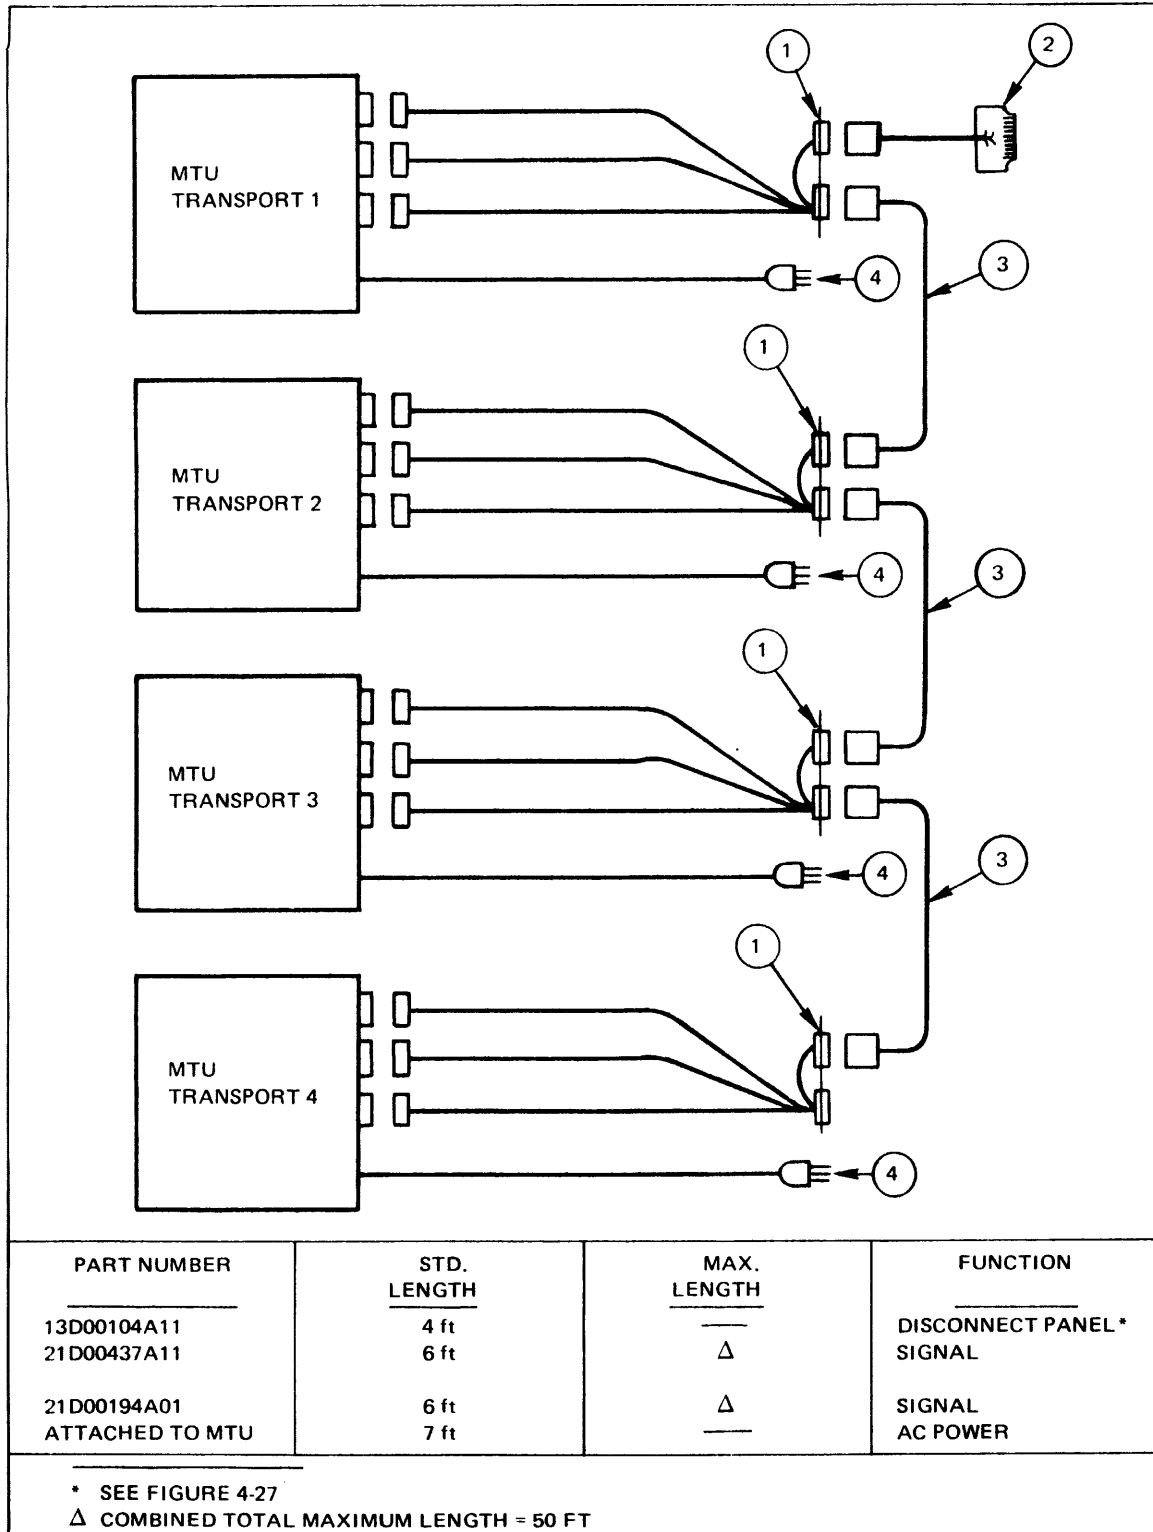 1
2
MTU
TRANSPORT 1
3
4
1
MTU
TRANSPORT 2
3
4
1
MTU
TRANSPORT 3
3
4
1
MTU
TRANSPORT 4
4
PART NUMBER STD. LENGTH MAX. LENGTH FUNCTION
13D00104A11 4 ft — DISCONNECT PANEL*
21D00437A11 6 ft Δ SIGNAL
21D00194A01 6 ft Δ SIGNAL
ATTACHED TO MTU 7 ft — AC POWER
* SEE FIGURE 4-27
Δ COMBINED TOTAL MAXIMUM LENGTH = 50 FT